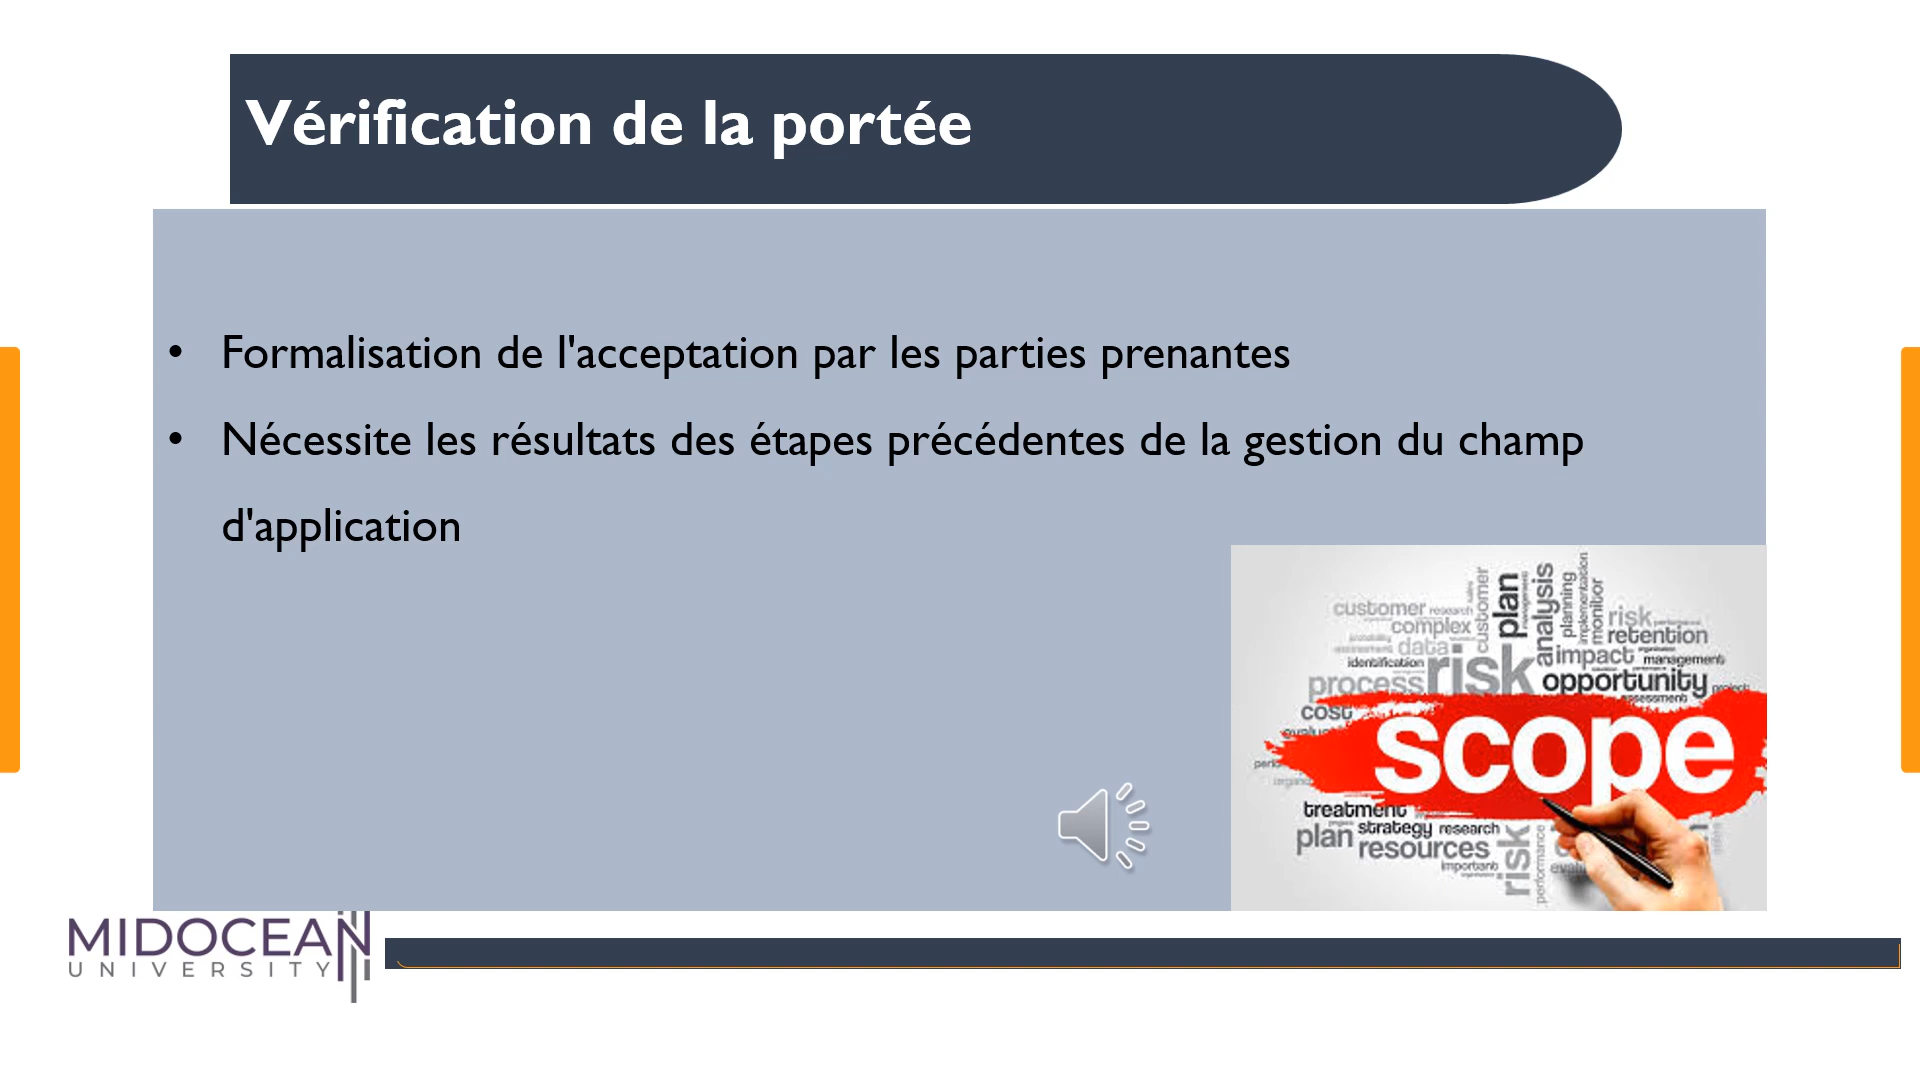 Vérification de la portée
• Formalisation de l'acceptation par les parties prenantes
• Nécessite les résultats des étapes précédentes de la gestion du champ
d'application
customer research
customer
plan
management
analysis
planning
implementation
monitor
risk
complex
retention
data
identification
risk
impact management
process
opportunity
assessment
cost
scope
treatment
plan strategy research
resources
important
risk
performance
MIDOCEAN
UNIVERSITY